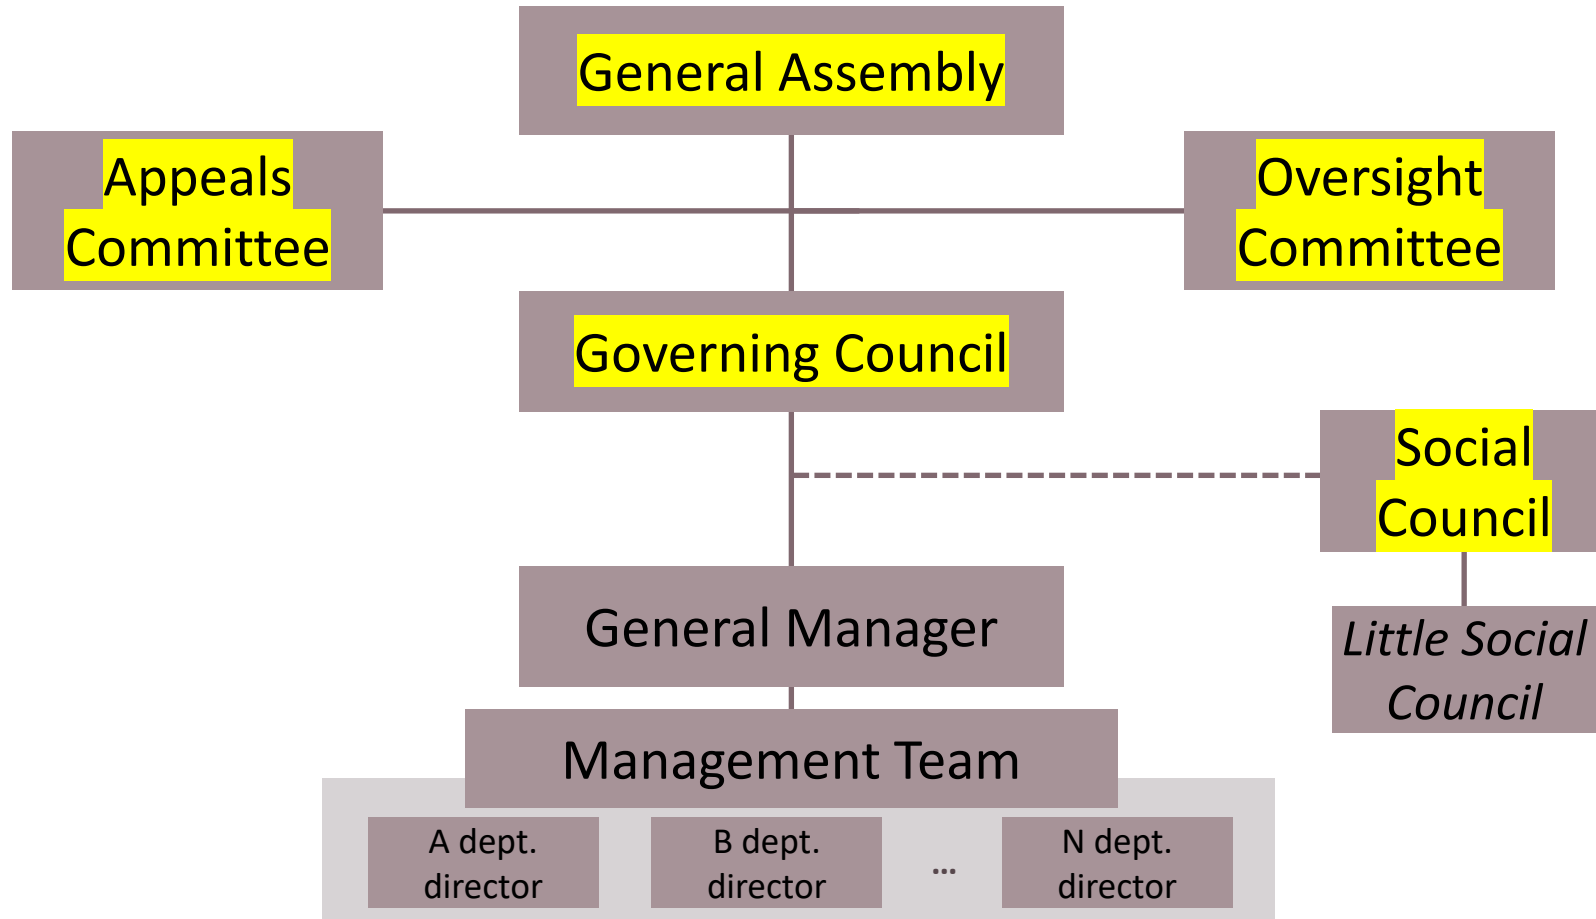 General Assembly
Appeals
Committee
Oversight
Committee
Governing Council
Social
Council
General Manager
Little Social
Council
Management Team
A dept.
director
B dept.
director
...
N dept.
director